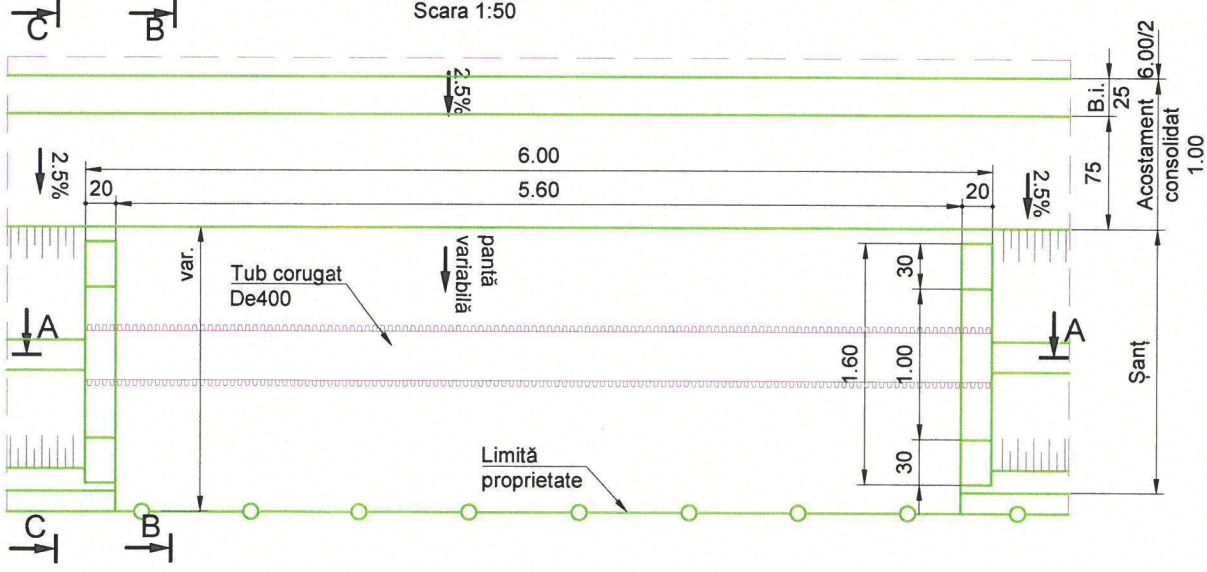 Scara 1:50
C
B
6.00/2
2.5%
B.i.
25
Acostament
consolidat
1.00
75
2.5%
6.00
2.5%
20
5.60
20
var.
Tub corugat
De400
pantă
variabilă
30
A
A
1.60
1.00
Șanț
30
Limită
proprietate
C
B